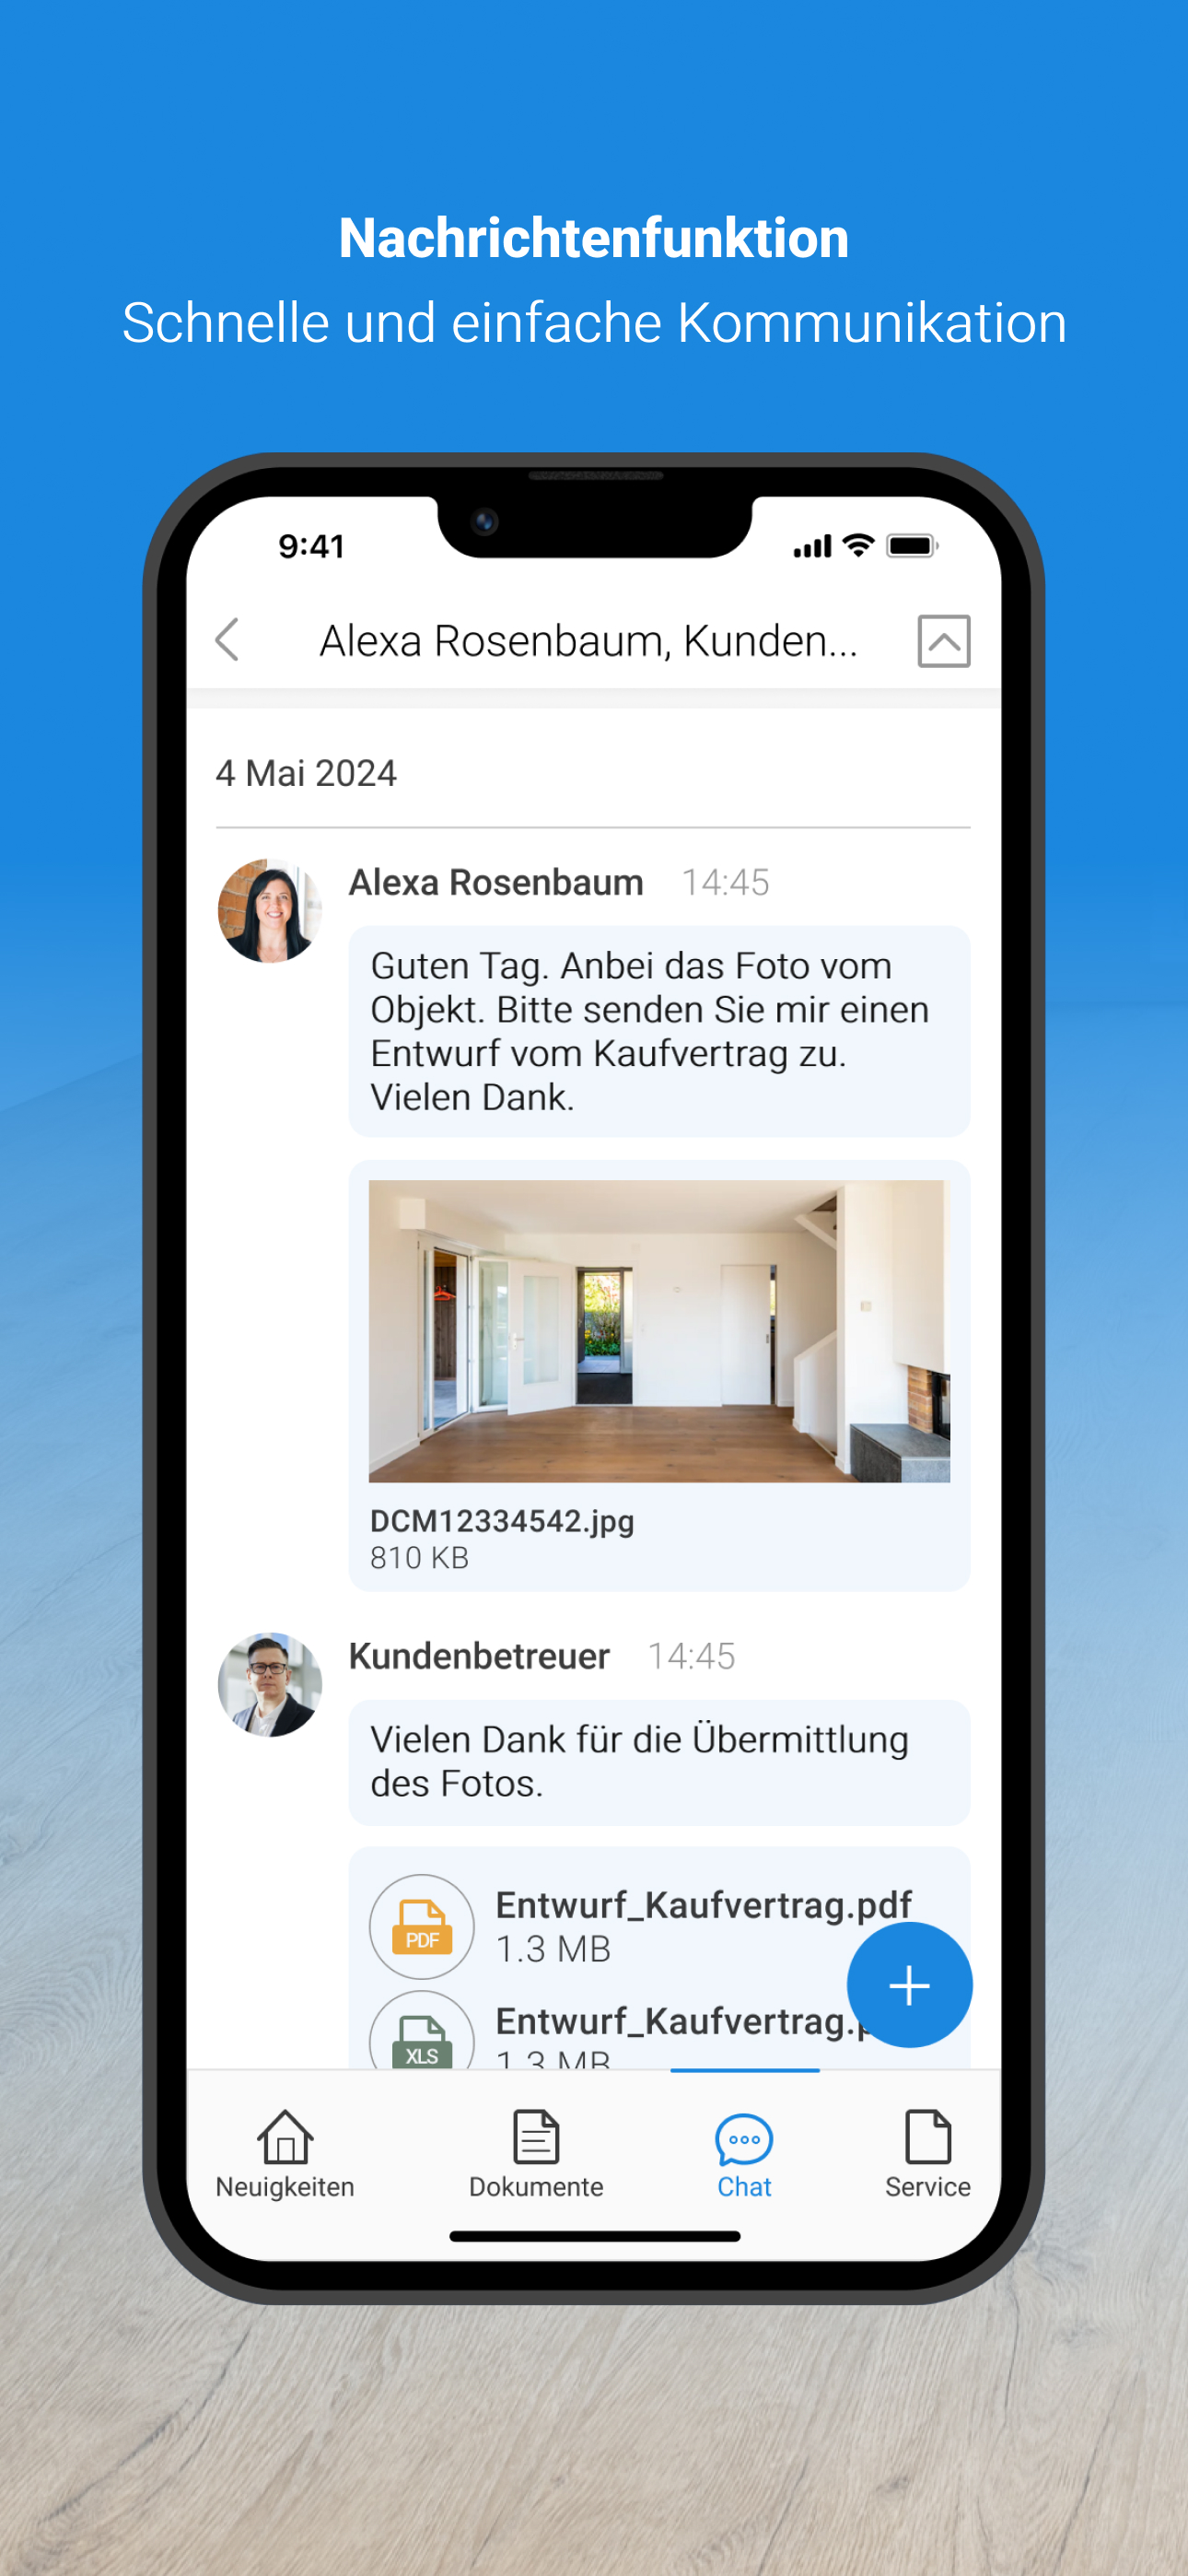 Nachrichtenfunktion
Schnelle und einfache Kommunikation
9:41
Alexa Rosenbaum, Kunden...
4 Mai 2024
Alexa Rosenbaum 14:45
Guten Tag. Anbei das Foto vom
Objekt. Bitte senden Sie mir einen
Entwurf vom Kaufvertrag zu.
Vielen Dank.
DCM12334542.jpg
810 KB
Kundenbetreuer 14:45
Vielen Dank für die Übermittlung
des Fotos.
PDF
Entwurf_Kaufvertrag.pdf
1.3 MB
XLS
Entwurf_Kaufvertrag.
1.3 MB
Neuigkeiten
Dokumente
Chat
Service